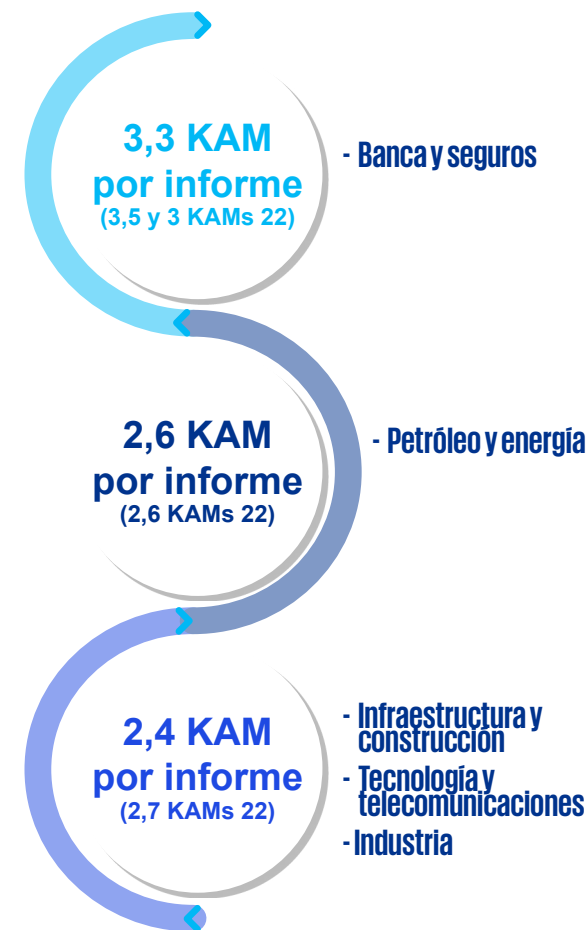 3,3 KAM
por informe
(3,5 y 3 KAMs 22)
- Banca y seguros
2,6 KAM
por informe
(2,6 KAMs 22)
- Petróleo y energía
2,4 KAM
por informe
(2,7 KAMs 22)
- Infraestructura y
construcción
- Tecnología y
telecomunicaciones
- Industria